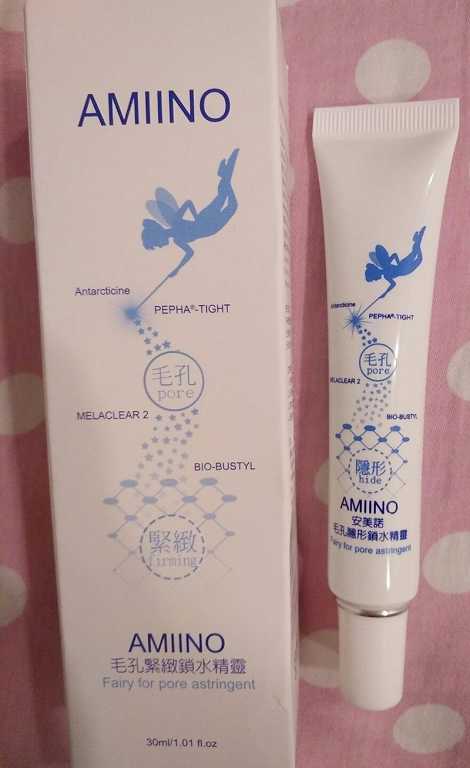 AMIINO
Antarcticine
PEPHA®-TIGHT
毛孔
pore
MELACLEAR 2
BIO-BUSTYL
緊緻
firming
AMIINO
毛孔緊緻鎖水精靈
Fairy for pore astringent
30ml/1.01 fl.oz
Antarcticine
PEPHA®-TIGHT
毛孔
pore
MELACLEAR 2
BIO-BUSTYL
隱形
hide
AMIINO
安美諾
毛孔隱形鎖水精靈
Fairy for pore astringent